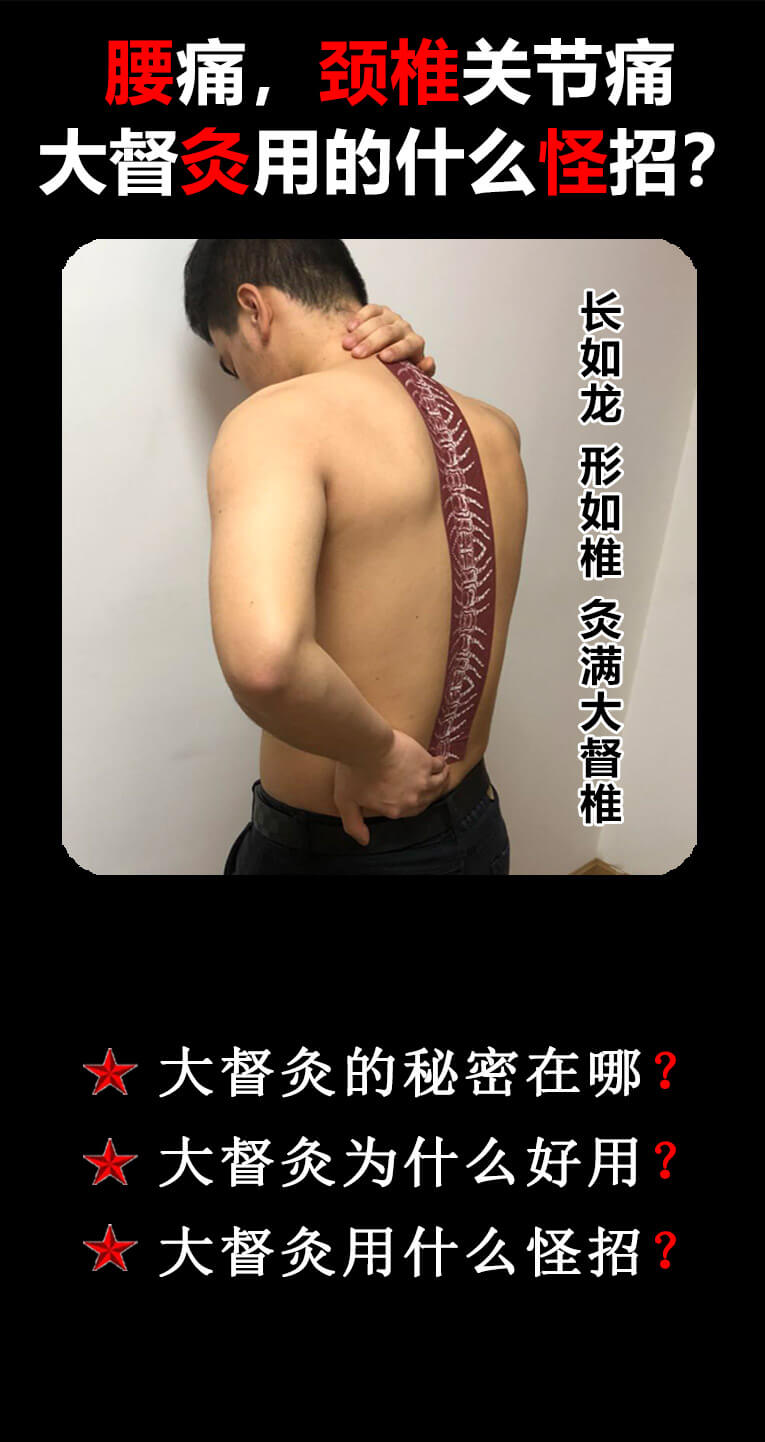 腰痛，颈椎关节痛
大督灸用的什么怪招？
长如龙 形如椎 灸满大督椎
大督灸的秘密在哪？
大督灸为什么好用？
大督灸用什么怪招？